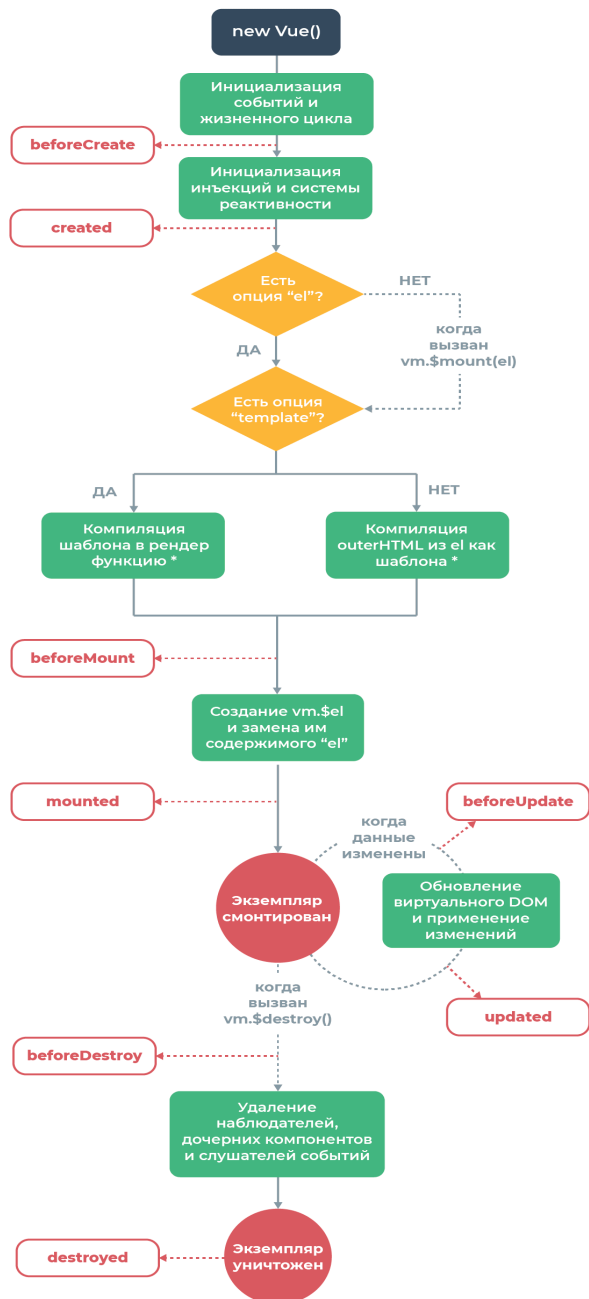 new Vue()
Инициализация
событий и
жизненного цикла
beforeCreate
Инициализация
инъекций и системы
реактивности
created
Есть
опция “el”?
НЕТ
когда
вызван
vm.$mount(el)
ДА
Есть опция
“template”?
ДА
НЕТ
Компиляция
шаблона в рендер
функцию *
Компиляция
outerHTML из el как
шаблона *
beforeMount
Создание vm.$el
и замена им
содержимого “el”
mounted
beforeUpdate
когда
данные
изменены
Экземпляр
смонтирован
Обновление
виртуального DOM
и применение
изменений
когда
вызван
vm.$destroy()
updated
beforeDestroy
Удаление
наблюдателей,
дочерних компонентов
и слушателей событий
destroyed
Экземпляр
уничтожен